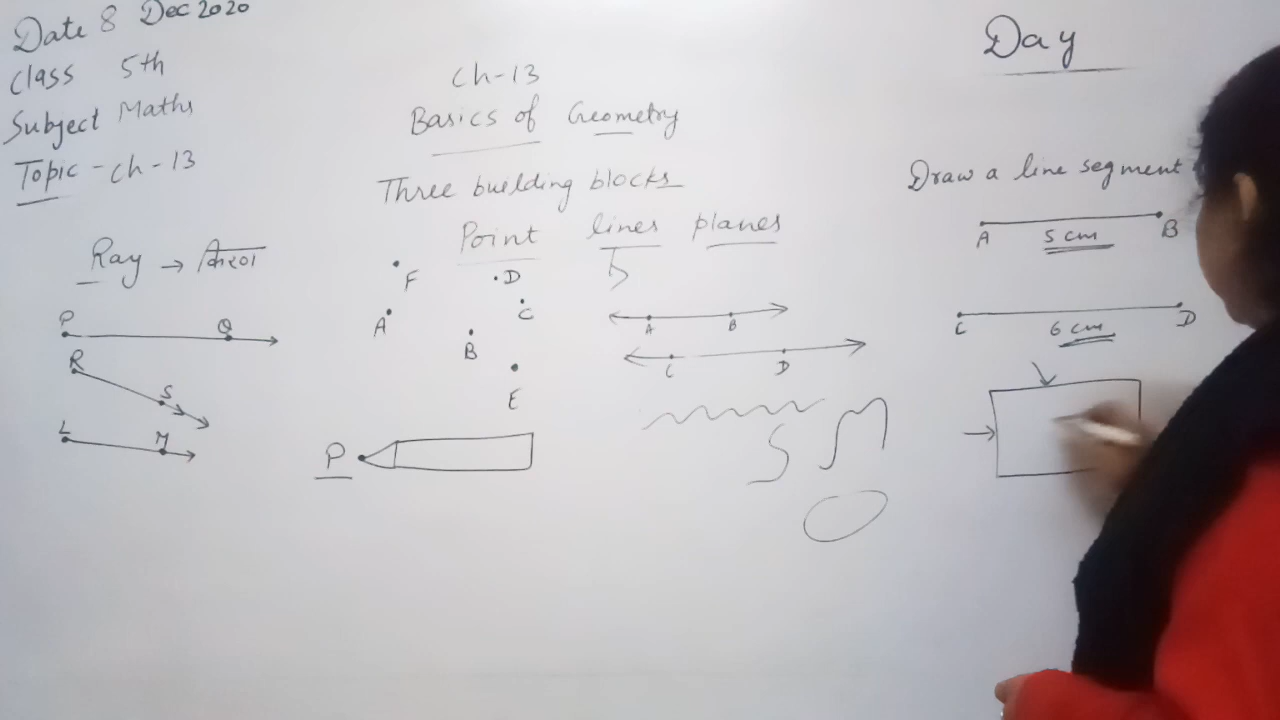 Date 8 Dec 2020
Class 5th
Subject Maths
Topic - Ch - 13
Ray →
P Q
R S
L M
Ch-13
Basics of Geometry
Three building blocks
Point lines planes
F D
A C
B
E
P
A B
C D
Day
Draw a line segment
A 5 cm B
C 6 cm D